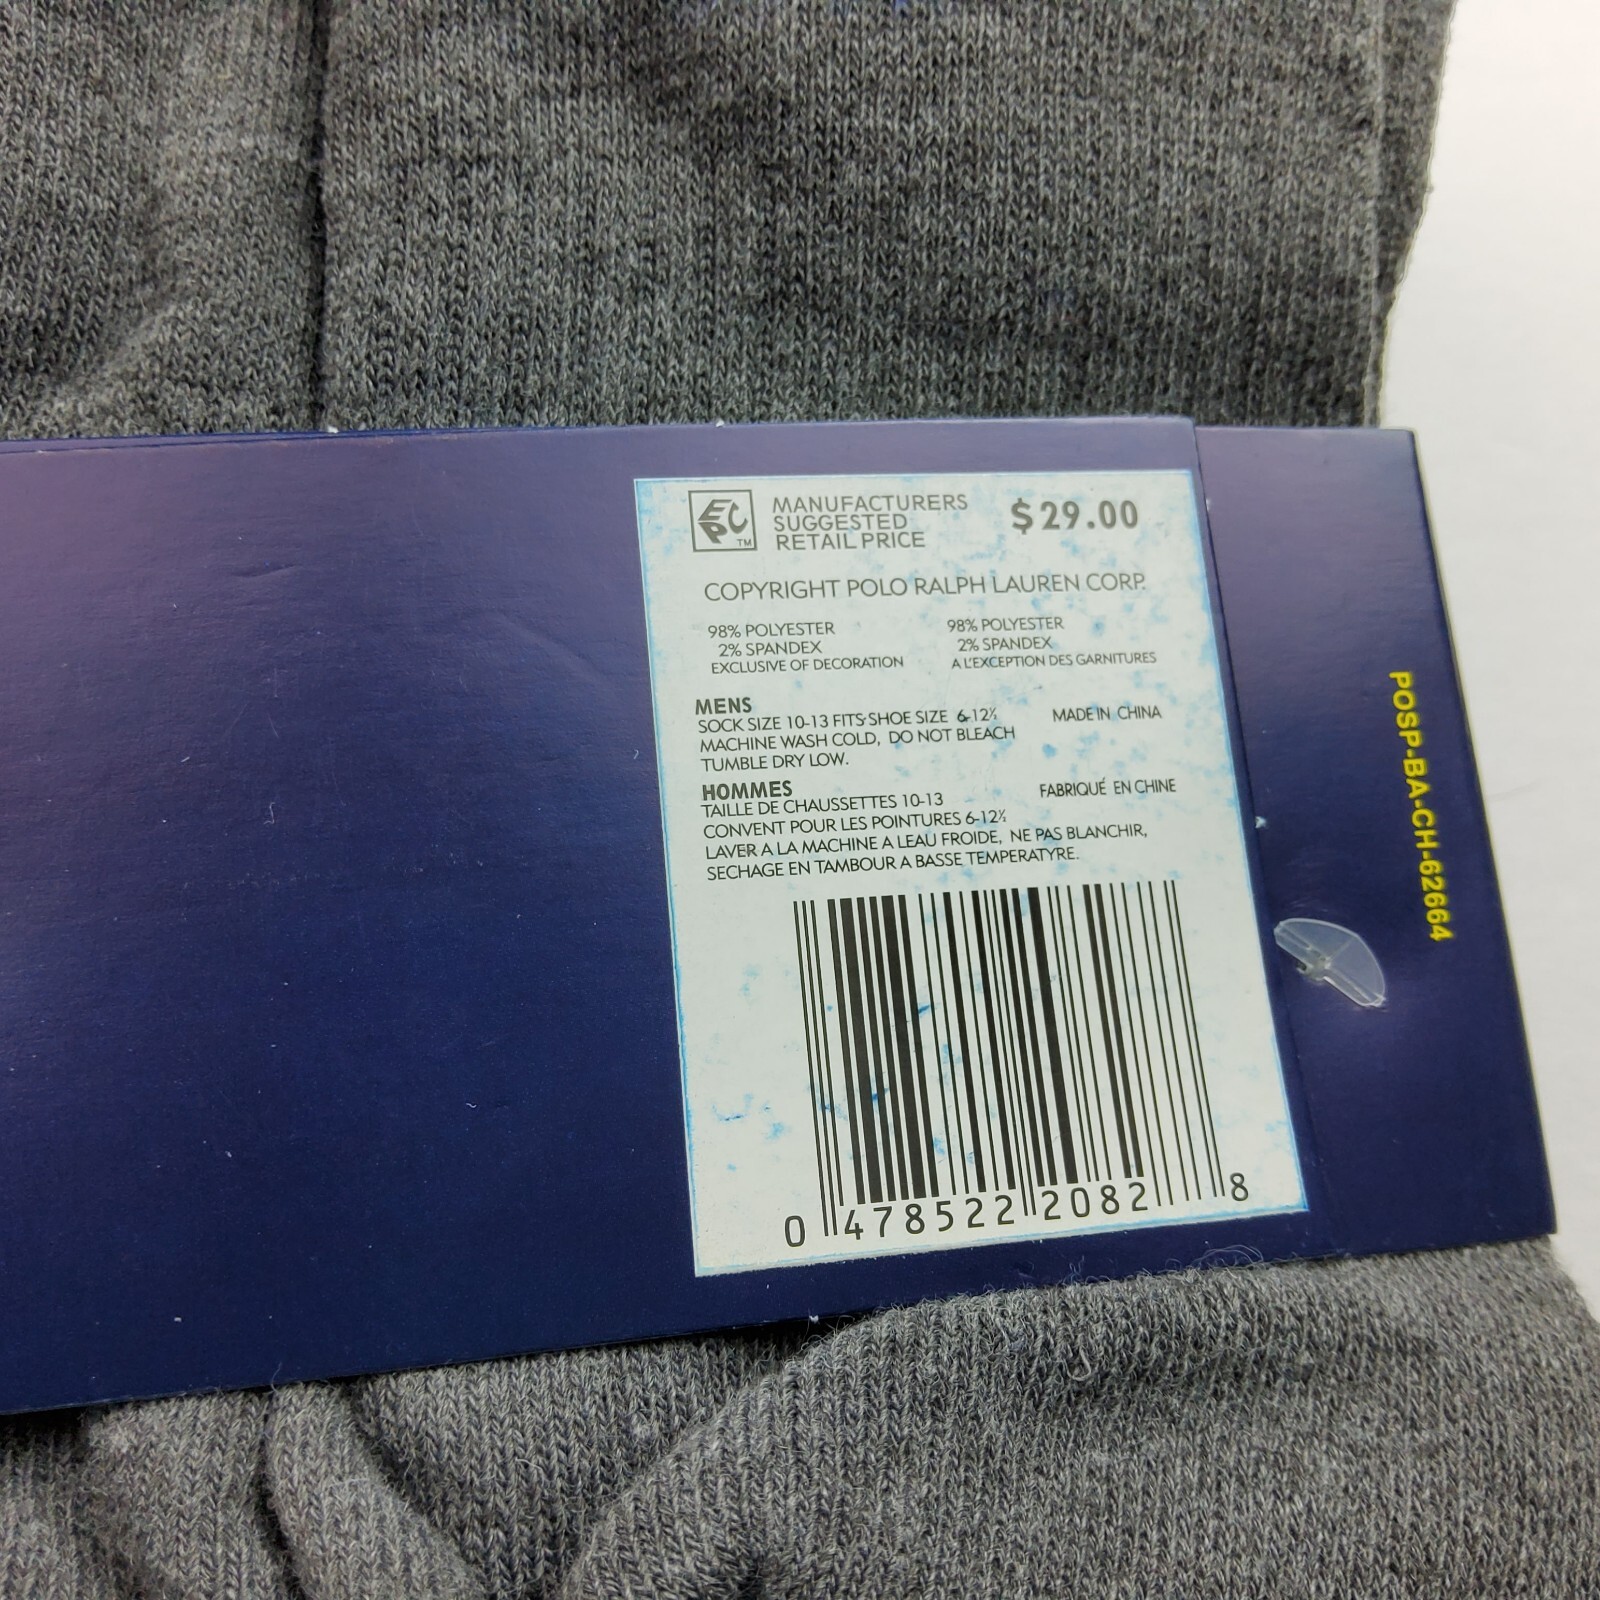 EPC TM
MANUFACTURERS
SUGGESTED
RETAIL PRICE
$29.00
COPYRIGHT POLO RALPH LAUREN CORP.
98% POLYESTER
2% SPANDEX
EXCLUSIVE OF DECORATION
98% POLYESTER
2% SPANDEX
A L'EXCEPTION DES GARNITURES
MENS
SOCK SIZE 10-13 FITS SHOE SIZE 6-12½
MACHINE WASH COLD, DO NOT BLEACH
TUMBLE DRY LOW.
MADE IN CHINA
HOMMES
TAILLE DE CHAUSSETTES 10-13
CONVENT POUR LES POINTURES 6-12½
LAVER A LA MACHINE A LEAU FROIDE, NE PAS BLANCHIR,
SECHAGE EN TAMBOUR A BASSE TEMPERATYRE.
FABRIQUÉ EN CHINE
0 478522 2082 8
POSP-BA-CH-62664